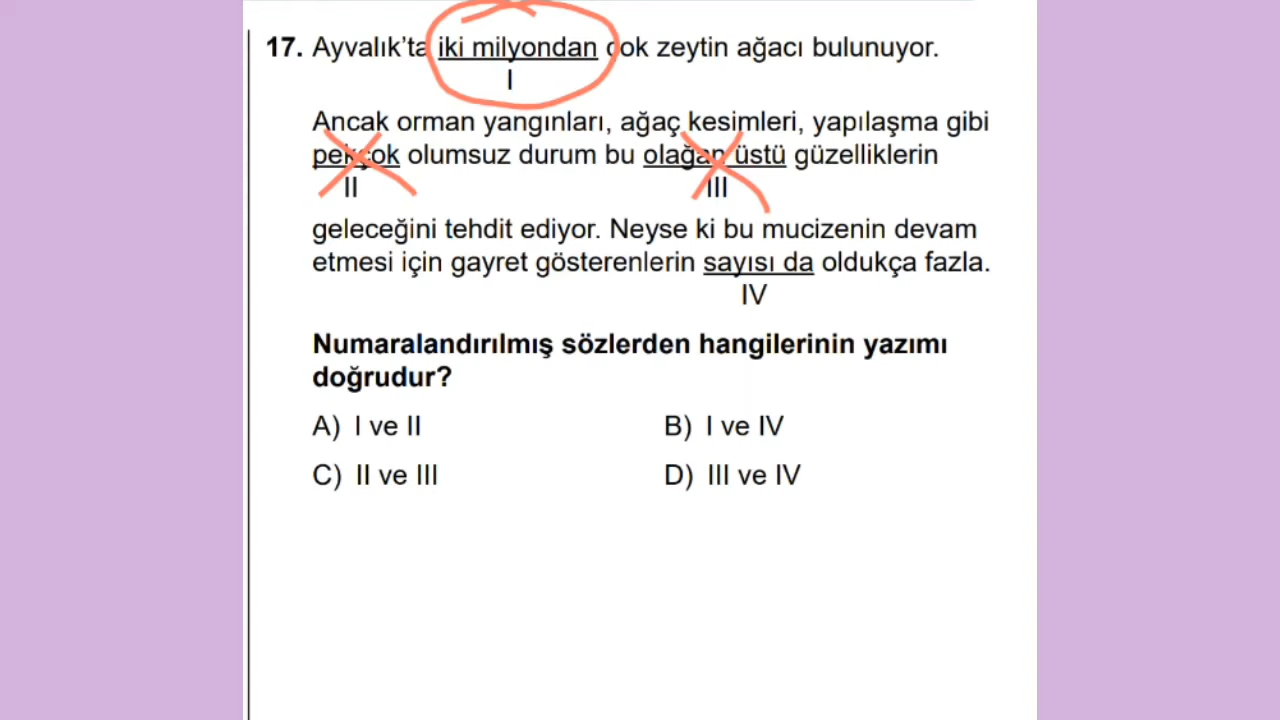 17. Ayvalık'ta iki milyondan çok zeytin ağacı bulunuyor.
I
Ancak orman yangınları, ağaç kesimleri, yapılaşma gibi
pekçok olumsuz durum bu olağan üstü güzelliklerin
II III
geleceğini tehdit ediyor. Neyse ki bu mucizenin devam
etmesi için gayret gösterenlerin sayısı da oldukça fazla.
IV
Numaralandırılmış sözlerden hangilerinin yazımı
doğrudur?
A) I ve II B) I ve IV
C) II ve III D) III ve IV